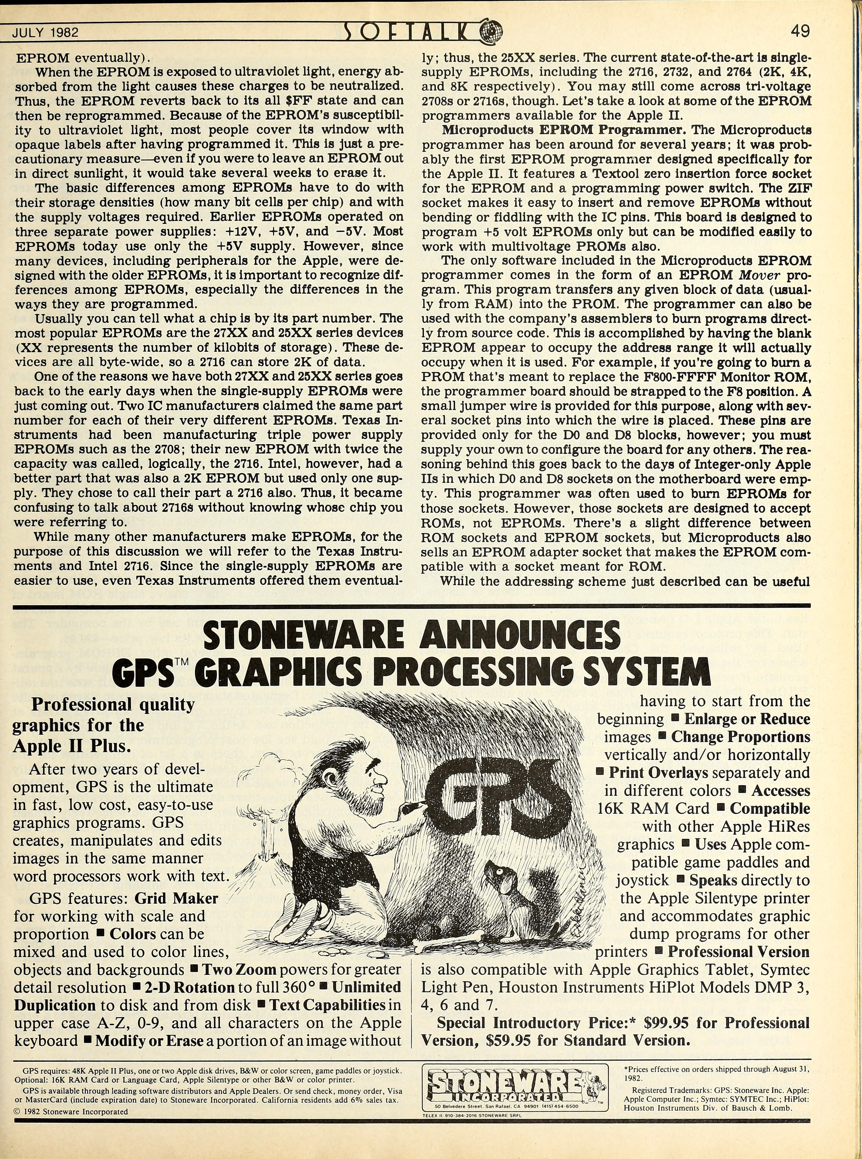 JULY 1982
SOFTALK
49
EPROM eventually).
When the EPROM is exposed to ultraviolet light, energy ab-
sorbed from the light causes these charges to be neutralized.
Thus, the EPROM reverts back to its all $FF state and can
then be reprogrammed. Because of the EPROM's susceptibil-
ity to ultraviolet light, most people cover its window with
opaque labels after having programmed it. This is just a pre-
cautionary measure—even if you were to leave an EPROM out
in direct sunlight, it would take several weeks to erase it.
The basic differences among EPROMs have to do with
their storage densities (how many bit cells per chip) and with
the supply voltages required. Earlier EPROMs operated on
three separate power supplies: +12V, +5V, and −5V. Most
EPROMs today use only the +5V supply. However, since
many devices, including peripherals for the Apple, were de-
signed with the older EPROMs, it is important to recognize dif-
ferences among EPROMs, especially the differences in the
ways they are programmed.
Usually you can tell what a chip is by its part number. The
most popular EPROMs are the 27XX and 25XX series devices
(XX represents the number of kilobits of storage). These de-
vices are all byte-wide, so a 2716 can store 2K of data.
One of the reasons we have both 27XX and 25XX series goes
back to the early days when the single-supply EPROMs were
just coming out. Two IC manufacturers claimed the same part
number for each of their very different EPROMs. Texas In-
struments had been manufacturing triple power supply
EPROMs such as the 2708; their new EPROM with twice the
capacity was called, logically, the 2716. Intel, however, had a
better part that was also a 2K EPROM but used only one sup-
ply. They chose to call their part a 2716 also. Thus, it became
confusing to talk about 2716s without knowing whose chip you
were referring to.
While many other manufacturers make EPROMs, for the
purpose of this discussion we will refer to the Texas Instru-
ments and Intel 2716. Since the single-supply EPROMs are
easier to use, even Texas Instruments offered them eventual-
ly; thus, the 25XX series. The current state-of-the-art is single-
supply EPROMs, including the 2716, 2732, and 2764 (2K, 4K,
and 8K respectively). You may still come across tri-voltage
2708s or 2716s, though. Let's take a look at some of the EPROM
programmers available for the Apple II.
Microproducts EPROM Programmer. The Microproducts
programmer has been around for several years; it was prob-
ably the first EPROM programmer designed specifically for
the Apple II. It features a Textool zero insertion force socket
for the EPROM and a programming power switch. The ZIF
socket makes it easy to insert and remove EPROMs without
bending or fiddling with the IC pins. This board is designed to
program +5 volt EPROMs only but can be modified easily to
work with multivoltage PROMs also.
The only software included in the Microproducts EPROM
programmer comes in the form of an EPROM Mover pro-
gram. This program transfers any given block of data (usual-
ly from RAM) into the PROM. The programmer can also be
used with the company's assemblers to burn programs direct-
ly from source code. This is accomplished by having the blank
EPROM appear to occupy the address range it will actually
occupy when it is used. For example, if you're going to burn a
PROM that's meant to replace the F800-FFFF Monitor ROM,
the programmer board should be strapped to the F8 position. A
small jumper wire is provided for this purpose, along with sev-
eral socket pins into which the wire is placed. These pins are
provided only for the D0 and D8 blocks, however; you must
supply your own to configure the board for any others. The rea-
soning behind this goes back to the days of Integer-only Apple
IIs in which D0 and D8 sockets on the motherboard were emp-
ty. This programmer was often used to burn EPROMs for
those sockets. However, those sockets are designed to accept
ROMs, not EPROMs. There's a slight difference between
ROM sockets and EPROM sockets, but Microproducts also
sells an EPROM adapter socket that makes the EPROM com-
patible with a socket meant for ROM.
While the addressing scheme just described can be useful
STONEWARE ANNOUNCES
GPS™ GRAPHICS PROCESSING SYSTEM
Professional quality
graphics for the
Apple II Plus.
After two years of devel-
opment, GPS is the ultimate
in fast, low cost, easy-to-use
graphics programs. GPS
creates, manipulates and edits
images in the same manner
word processors work with text.
GPS features: Grid Maker
for working with scale and
proportion ■ Colors can be
mixed and used to color lines,
objects and backgrounds ■ Two Zoom powers for greater
detail resolution ■ 2-D Rotation to full 360° ■ Unlimited
Duplication to disk and from disk ■ Text Capabilities in
upper case A-Z, 0-9, and all characters on the Apple
keyboard ■ Modify or Erase a portion of an image without
GPS
having to start from the
beginning ■ Enlarge or Reduce
images ■ Change Proportions
vertically and/or horizontally
■ Print Overlays separately and
in different colors ■ Accesses
16K RAM Card ■ Compatible
with other Apple HiRes
graphics ■ Uses Apple com-
patible game paddles and
joystick ■ Speaks directly to
the Apple Silentype printer
and accommodates graphic
dump programs for other
printers ■ Professional Version
is also compatible with Apple Graphics Tablet, Symtec
Light Pen, Houston Instruments HiPlot Models DMP 3,
4, 6 and 7.
Special Introductory Price:* $99.95 for Professional
Version, $59.95 for Standard Version.
GPS requires: 48K Apple II Plus, one or two Apple disk drives, B&W or color screen, game paddles or joystick.
Optional: 16K RAM Card or Language Card, Apple Silentype or other B&W or color printer.
GPS is available through leading software distributors and Apple Dealers. Or send check, money order, Visa
or MasterCard (include expiration date) to Stoneware Incorporated. California residents add 6% sales tax.
© 1982 Stoneware Incorporated
STONEWARE
INCORPORATED
50 Belvedere Street, San Rafael, CA 94901 (415) 454-6500
TELEX II 910-384-2016 STONEWARE SRFL
*Prices effective on orders shipped through August 31,
1982.
Registered Trademarks: GPS: Stoneware Inc. Apple:
Apple Computer Inc.; Symtec: SYMTEC Inc.; HiPlot:
Houston Instruments Div. of Bausch & Lomb.